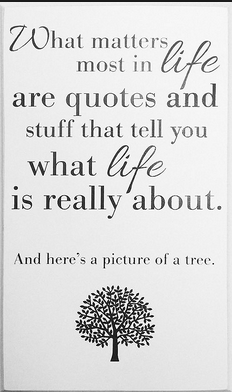 What matters
most in life
are quotes and
stuff that tell you
what life
is really about.
And here's a picture of a tree.